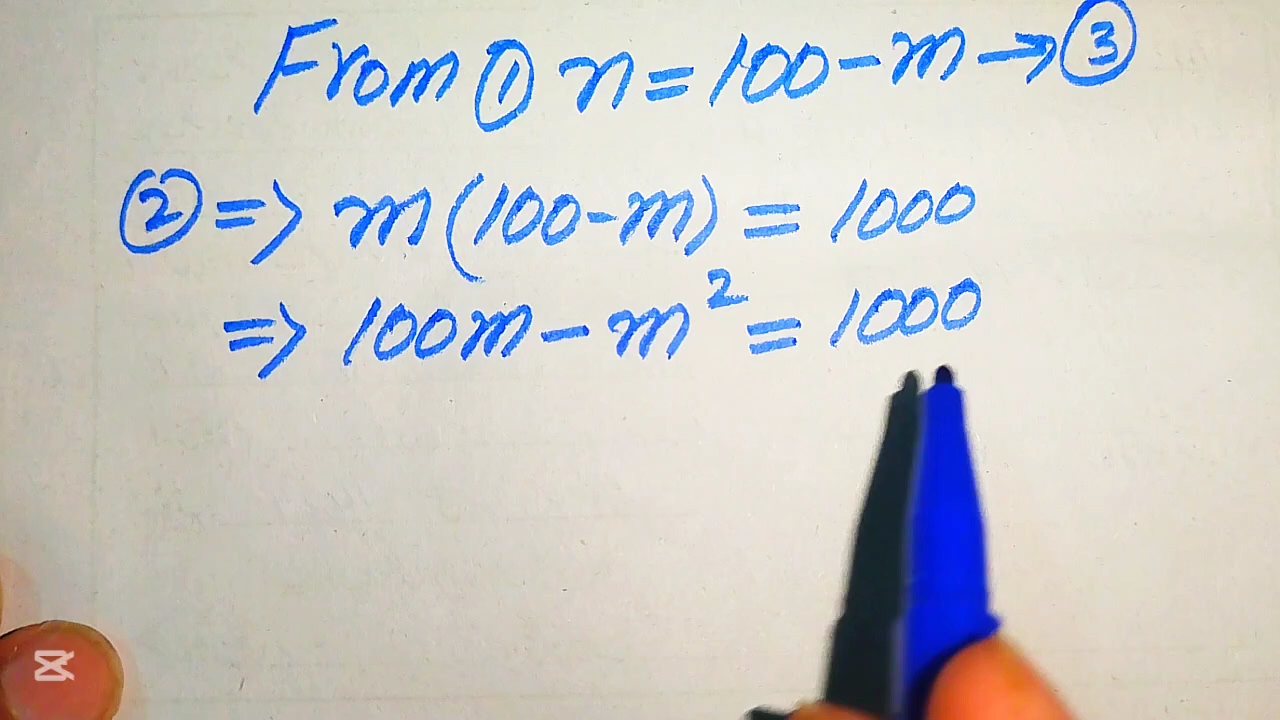 From ① n = 100 - m → ③
② => m(100 - m) = 1000
=> 100m - m² = 1000